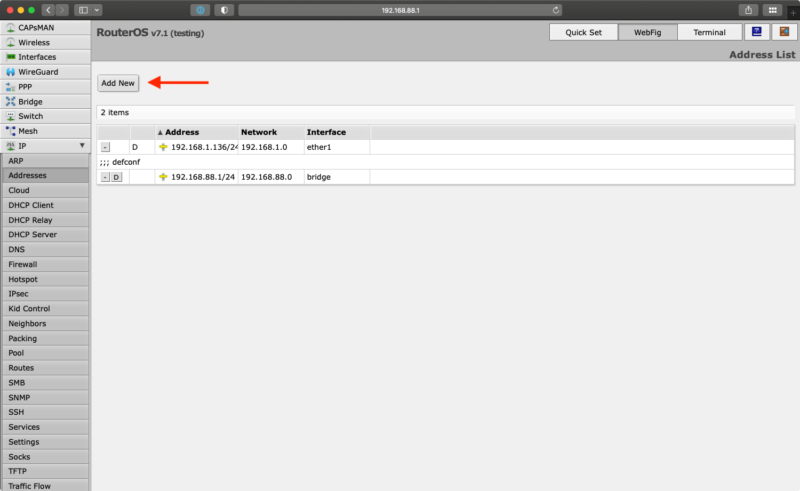 192.168.88.1
CAPsMAN
Wireless
Interfaces
WireGuard
PPP
Bridge
Switch
Mesh
IP
ARP
Addresses
Cloud
DHCP Client
DHCP Relay
DHCP Server
DNS
Firewall
Hotspot
IPsec
Kid Control
Neighbors
Packing
Pool
Routes
SMB
SNMP
SSH
Services
Settings
Socks
TFTP
Traffic Flow
RouterOS v7.1 (testing)
Quick Set WebFig Terminal
Address List
Add New
2 items
▲ Address Network Interface
- D 192.168.1.136/24 192.168.1.0 ether1
;;; defconf
- D 192.168.88.1/24 192.168.88.0 bridge